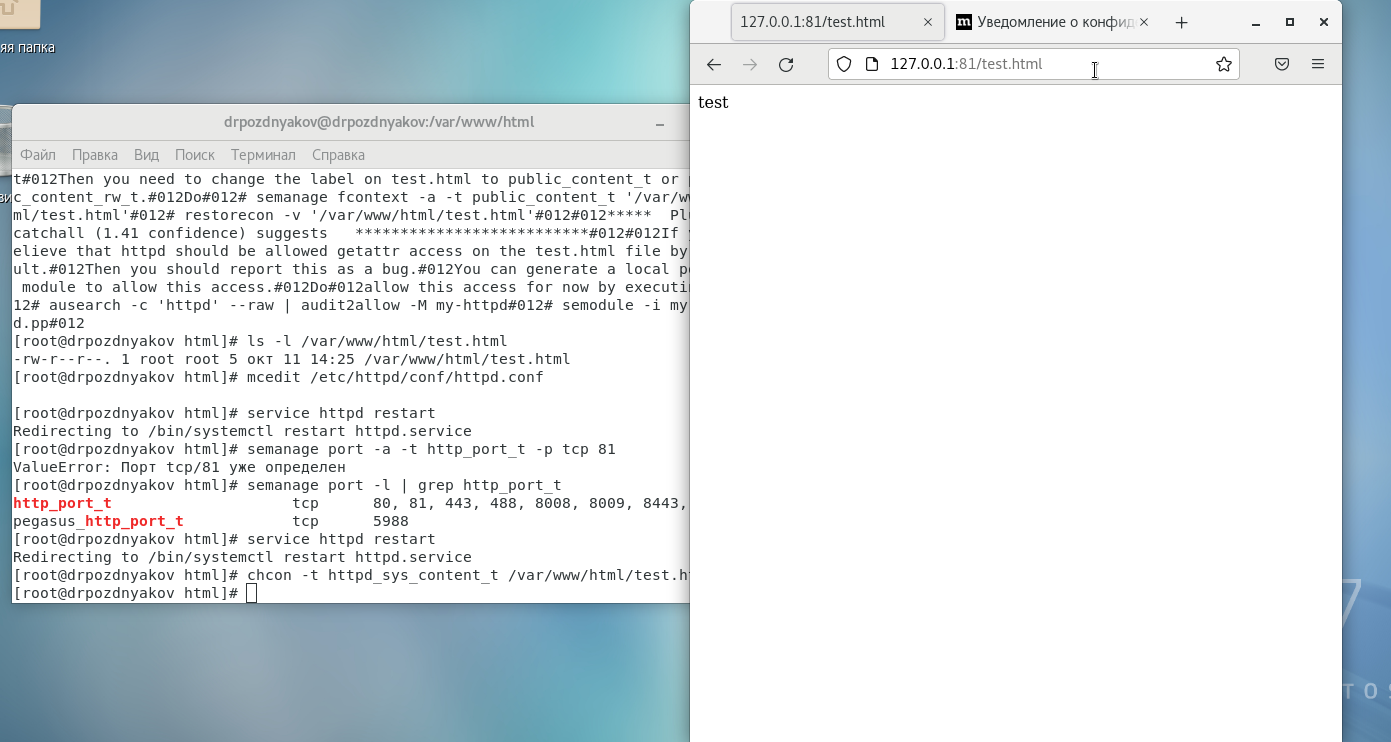 яя папка
drpozdnyakov@drpozdnyakov:/var/www/html
Файл Правка Вид Поиск Терминал Справка
t#012Then you need to change the label on test.html to public_content_t or
c_content_rw_t.#012Do#012# semanage fcontext -a -t public_content_t '/var/w
ml/test.html'#012# restorecon -v '/var/www/html/test.html'#012#012***** Pl
catchall (1.41 confidence) suggests **************************#012#012If
elieve that httpd should be allowed getattr access on the test.html file by
ult.#012Then you should report this as a bug.#012You can generate a local p
module to allow this access.#012Do#012allow this access for now by executi
12# ausearch -c 'httpd' --raw | audit2allow -M my-httpd#012# semodule -i my
d.pp#012
[root@drpozdnyakov html]# ls -l /var/www/html/test.html
-rw-r--r--. 1 root root 5 окт 11 14:25 /var/www/html/test.html
[root@drpozdnyakov html]# mcedit /etc/httpd/conf/httpd.conf
[root@drpozdnyakov html]# service httpd restart
Redirecting to /bin/systemctl restart httpd.service
[root@drpozdnyakov html]# semanage port -a -t http_port_t -p tcp 81
ValueError: Порт tcp/81 уже определен
[root@drpozdnyakov html]# semanage port -l | grep http_port_t
http_port_t tcp 80, 81, 443, 488, 8008, 8009, 8443,
pegasus_http_port_t tcp 5988
[root@drpozdnyakov html]# service httpd restart
Redirecting to /bin/systemctl restart httpd.service
[root@drpozdnyakov html]# chcon -t httpd_sys_content_t /var/www/html/test.h
[root@drpozdnyakov html]#
127.0.0.1:81/test.html
m Уведомление о конфид
127.0.0.1:81/test.html
test
7